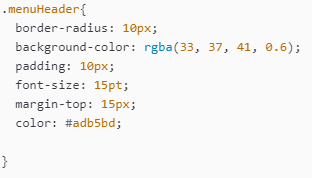 .menuHeader{
border-radius: 10px;
background-color: rgba(33, 37, 41, 0.6);
padding: 10px;
font-size: 15pt;
margin-top: 15px;
color: #adb5bd;
}